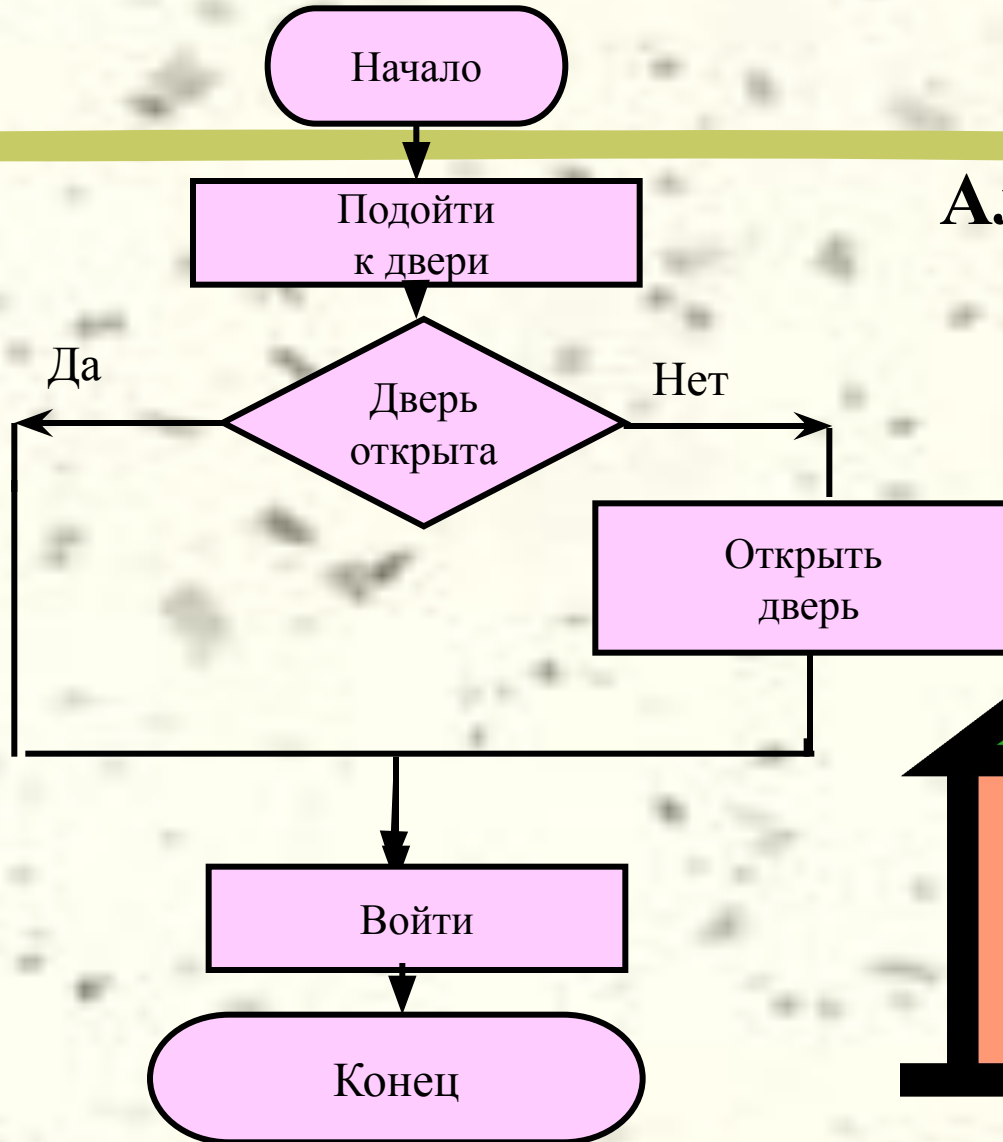 Начало
Подойти
к двери
Да
Нет
Дверь
открыта
Открыть
дверь
Войти
Конец